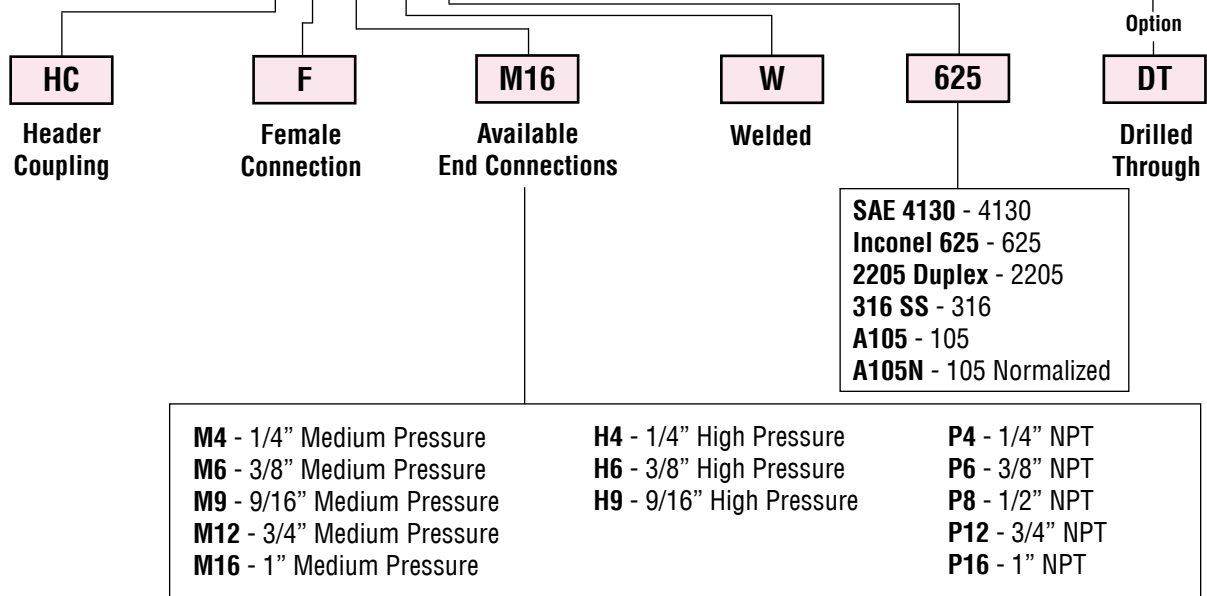 Option
HC F M16 W 625 DT
Header Coupling
Female Connection
Available End Connections
Welded
Drilled Through
SAE 4130 - 4130
Inconel 625 - 625
2205 Duplex - 2205
316 SS - 316
A105 - 105
A105N - 105 Normalized
M4 - 1/4” Medium Pressure
M6 - 3/8” Medium Pressure
M9 - 9/16” Medium Pressure
M12 - 3/4” Medium Pressure
M16 - 1” Medium Pressure
H4 - 1/4” High Pressure
H6 - 3/8” High Pressure
H9 - 9/16” High Pressure
P4 - 1/4” NPT
P6 - 3/8” NPT
P8 - 1/2” NPT
P12 - 3/4” NPT
P16 - 1” NPT